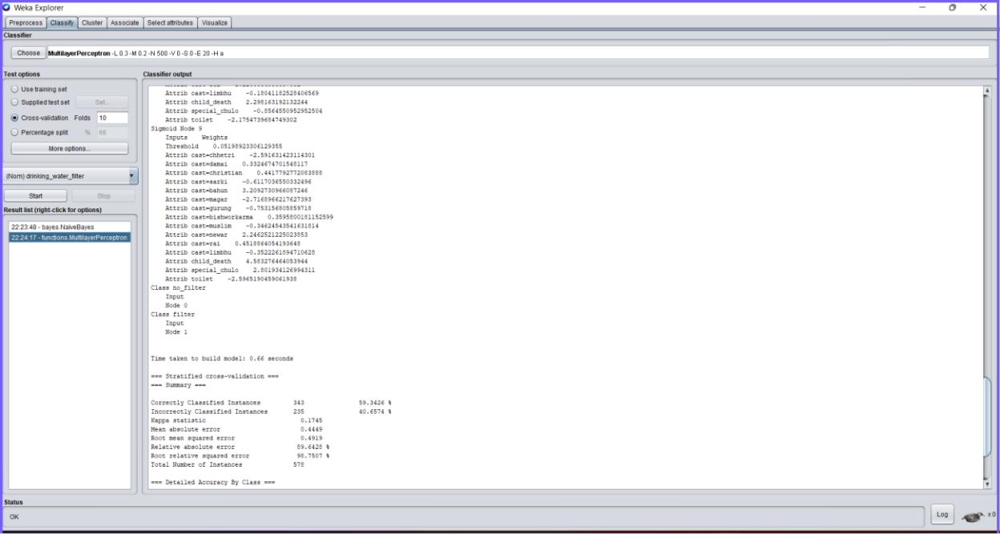 Weka Explorer
Preprocess Classify Cluster Associate Select attributes Visualize
Classifier
Choose MultilayerPerceptron -L 0.3 -M 0.2 -N 500 -V 0 -S 0 -E 20 -H a
Test options
Use training set
Supplied test set Set...
Cross-validation Folds 10
Percentage split % 66
More options...
(Nom) drinking_water_filter
Start Stop
Result list (right-click for options)
22:23:48 - bayes.NaiveBayes
22:24:17 - functions.MultilayerPerceptron
Classifier output
Attrib cast=limbhu -0.18041182528406569
Attrib child_death 2.298163192132244
Attrib special_chulo -0.8564550952952504
Attrib toilet -2.1754739684749302
Sigmoid Node 9
Inputs Weights
Threshold 0.05198923306129355
Attrib cast=chhetri -2.591631423114301
Attrib cast=damai 0.3324674701548117
Attrib cast=christian 0.4417792772083888
Attrib cast=sarki -0.6117036550332496
Attrib cast=bahun 3.2092730966087246
Attrib cast=magar -2.7168966217627393
Attrib cast=gurung -0.753156805859718
Attrib cast=bishworkarma 0.3595800181152599
Attrib cast=muslim -0.34624543541631814
Attrib cast=newar 2.2462521225023853
Attrib cast=rai 0.4518864054193648
Attrib cast=limbhu -0.3522261894710628
Attrib child_death 4.583276464053944
Attrib special_chulo 2.801934126994311
Attrib toilet -2.5965190459061938
Class no_filter
Input
Node 0
Class filter
Input
Node 1
Time taken to build model: 0.66 seconds
=== Stratified cross-validation ===
=== Summary ===
Correctly Classified Instances 343 59.3426 %
Incorrectly Classified Instances 235 40.6574 %
Kappa statistic 0.1745
Mean absolute error 0.4449
Root mean squared error 0.4919
Relative absolute error 89.6428 %
Root relative squared error 98.7507 %
Total Number of Instances 578
=== Detailed Accuracy By Class ===
Status
OK
Log
x 0